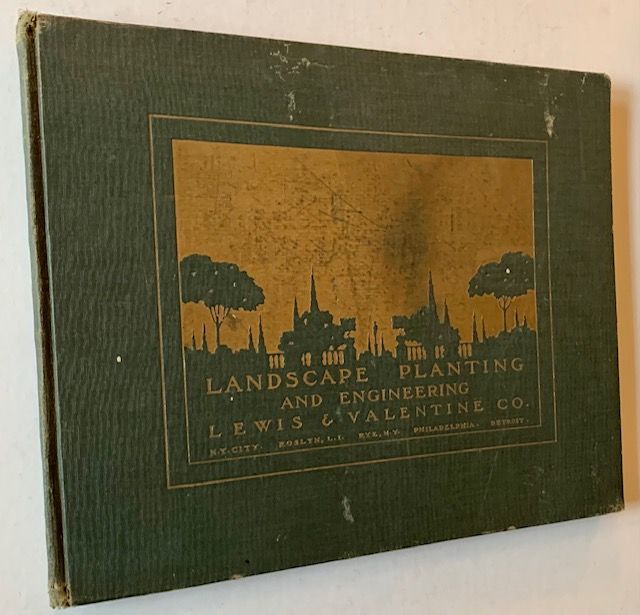 LANDSCAPE PLANTING
AND ENGINEERING
LEWIS & VALENTINE CO.
N.Y. CITY. ROSLYN, L.I. RYE, N.Y. PHILADELPHIA. DETROIT.